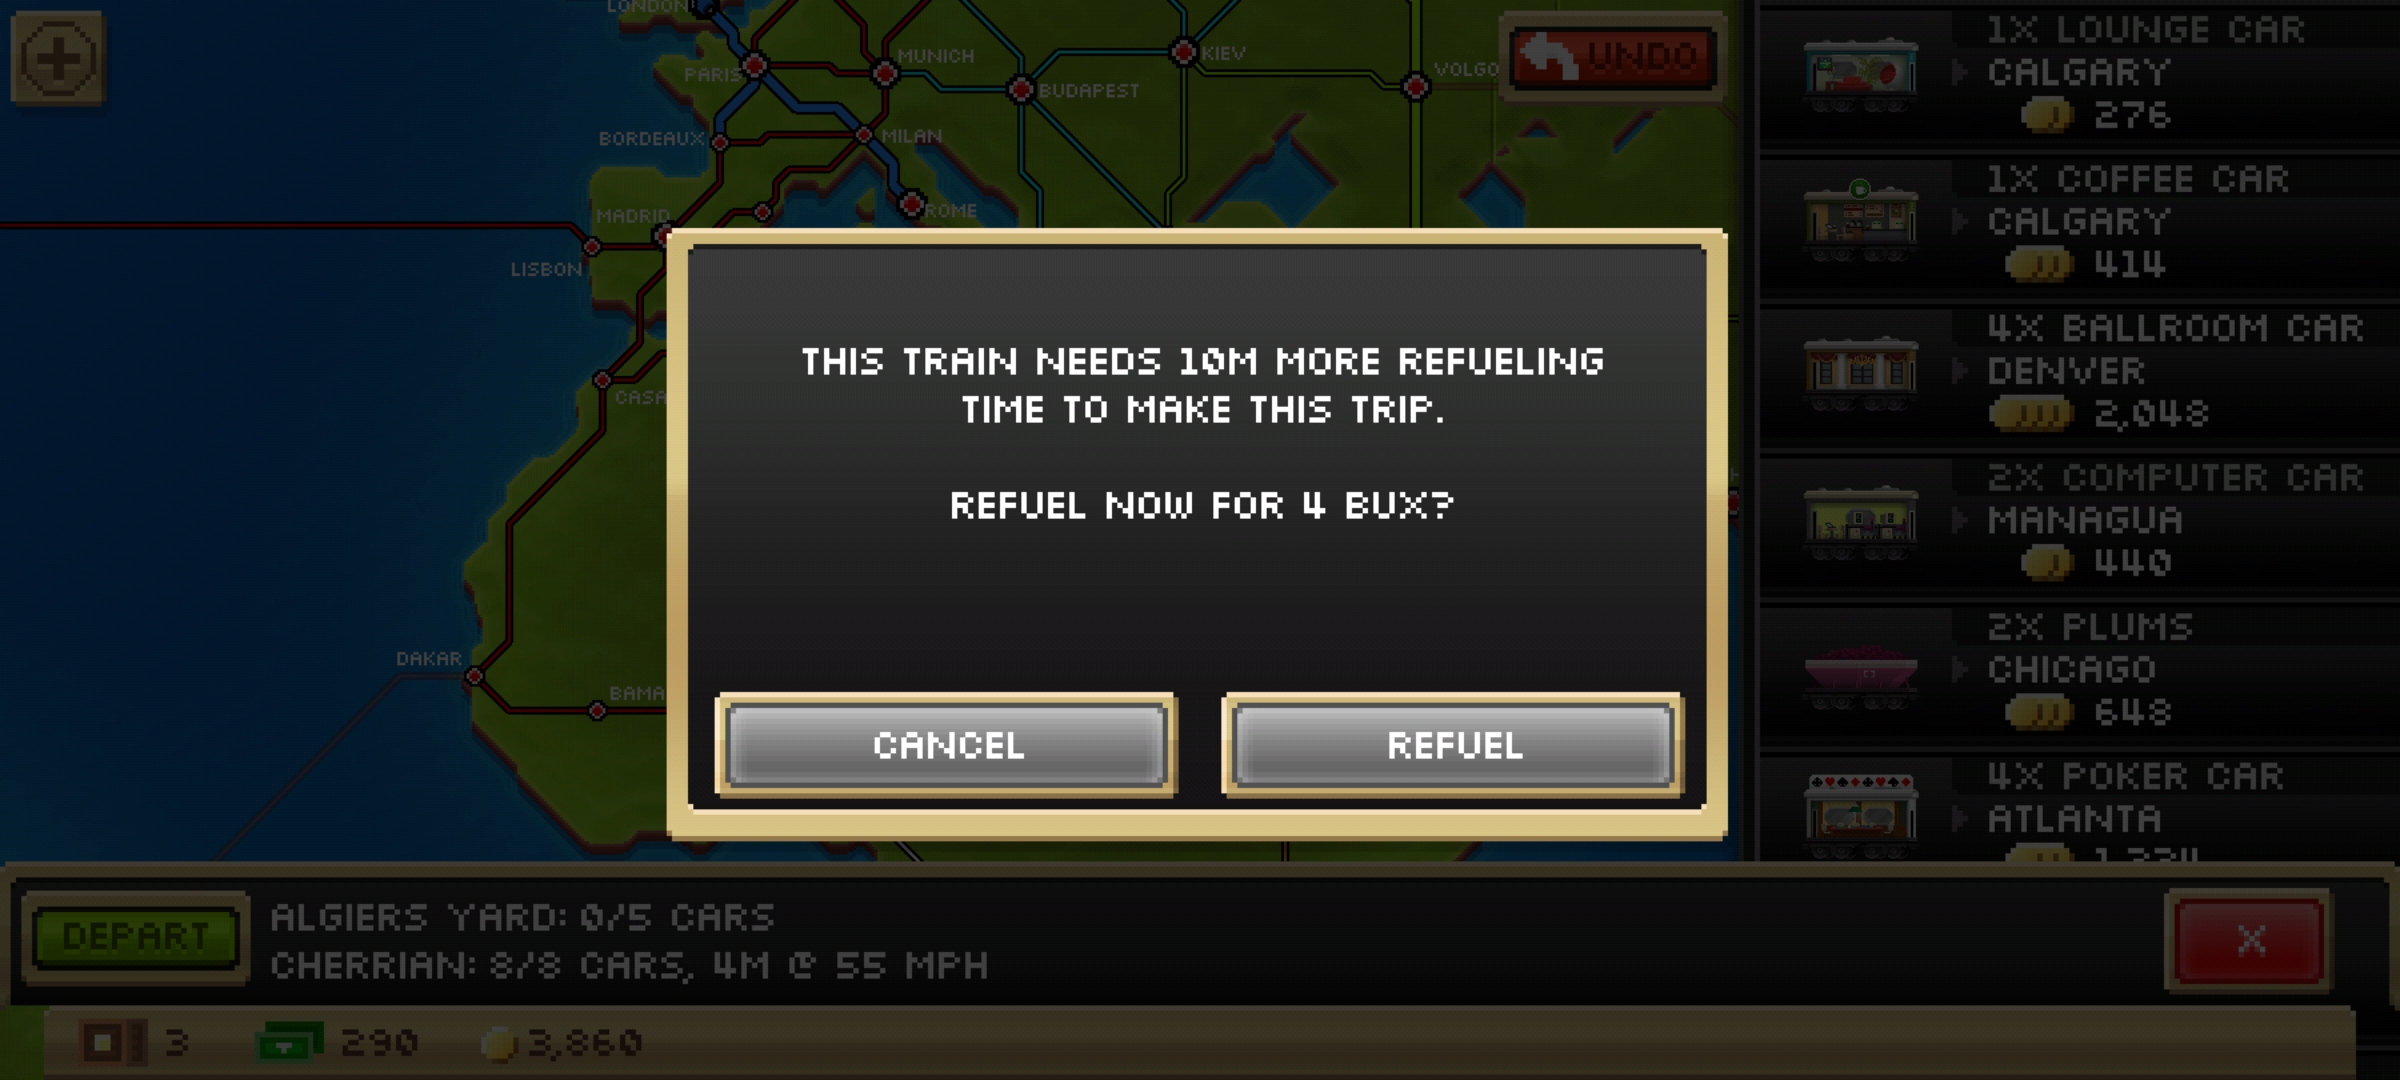 LONDON
PARIS
MUNICH
BUDAPEST
KIEV
UNDO
BORDEAUX
MILAN
MADRID
ROME
LISBON
DAKAR
THIS TRAIN NEEDS 10M MORE REFUELING
TIME TO MAKE THIS TRIP.
REFUEL NOW FOR 4 BUX?
CANCEL
REFUEL
1X LOUNGE CAR
CALGARY
276
1X COFFEE CAR
CALGARY
414
4X BALLROOM CAR
DENVER
2,048
2X COMPUTER CAR
MANAGUA
440
2X PLUMS
CHICAGO
648
4X POKER CAR
ATLANTA
DEPART
ALGIERS YARD: 0/5 CARS
CHERRIAN: 8/8 CARS, 4M @ 55 MPH
X
3
290
3,860